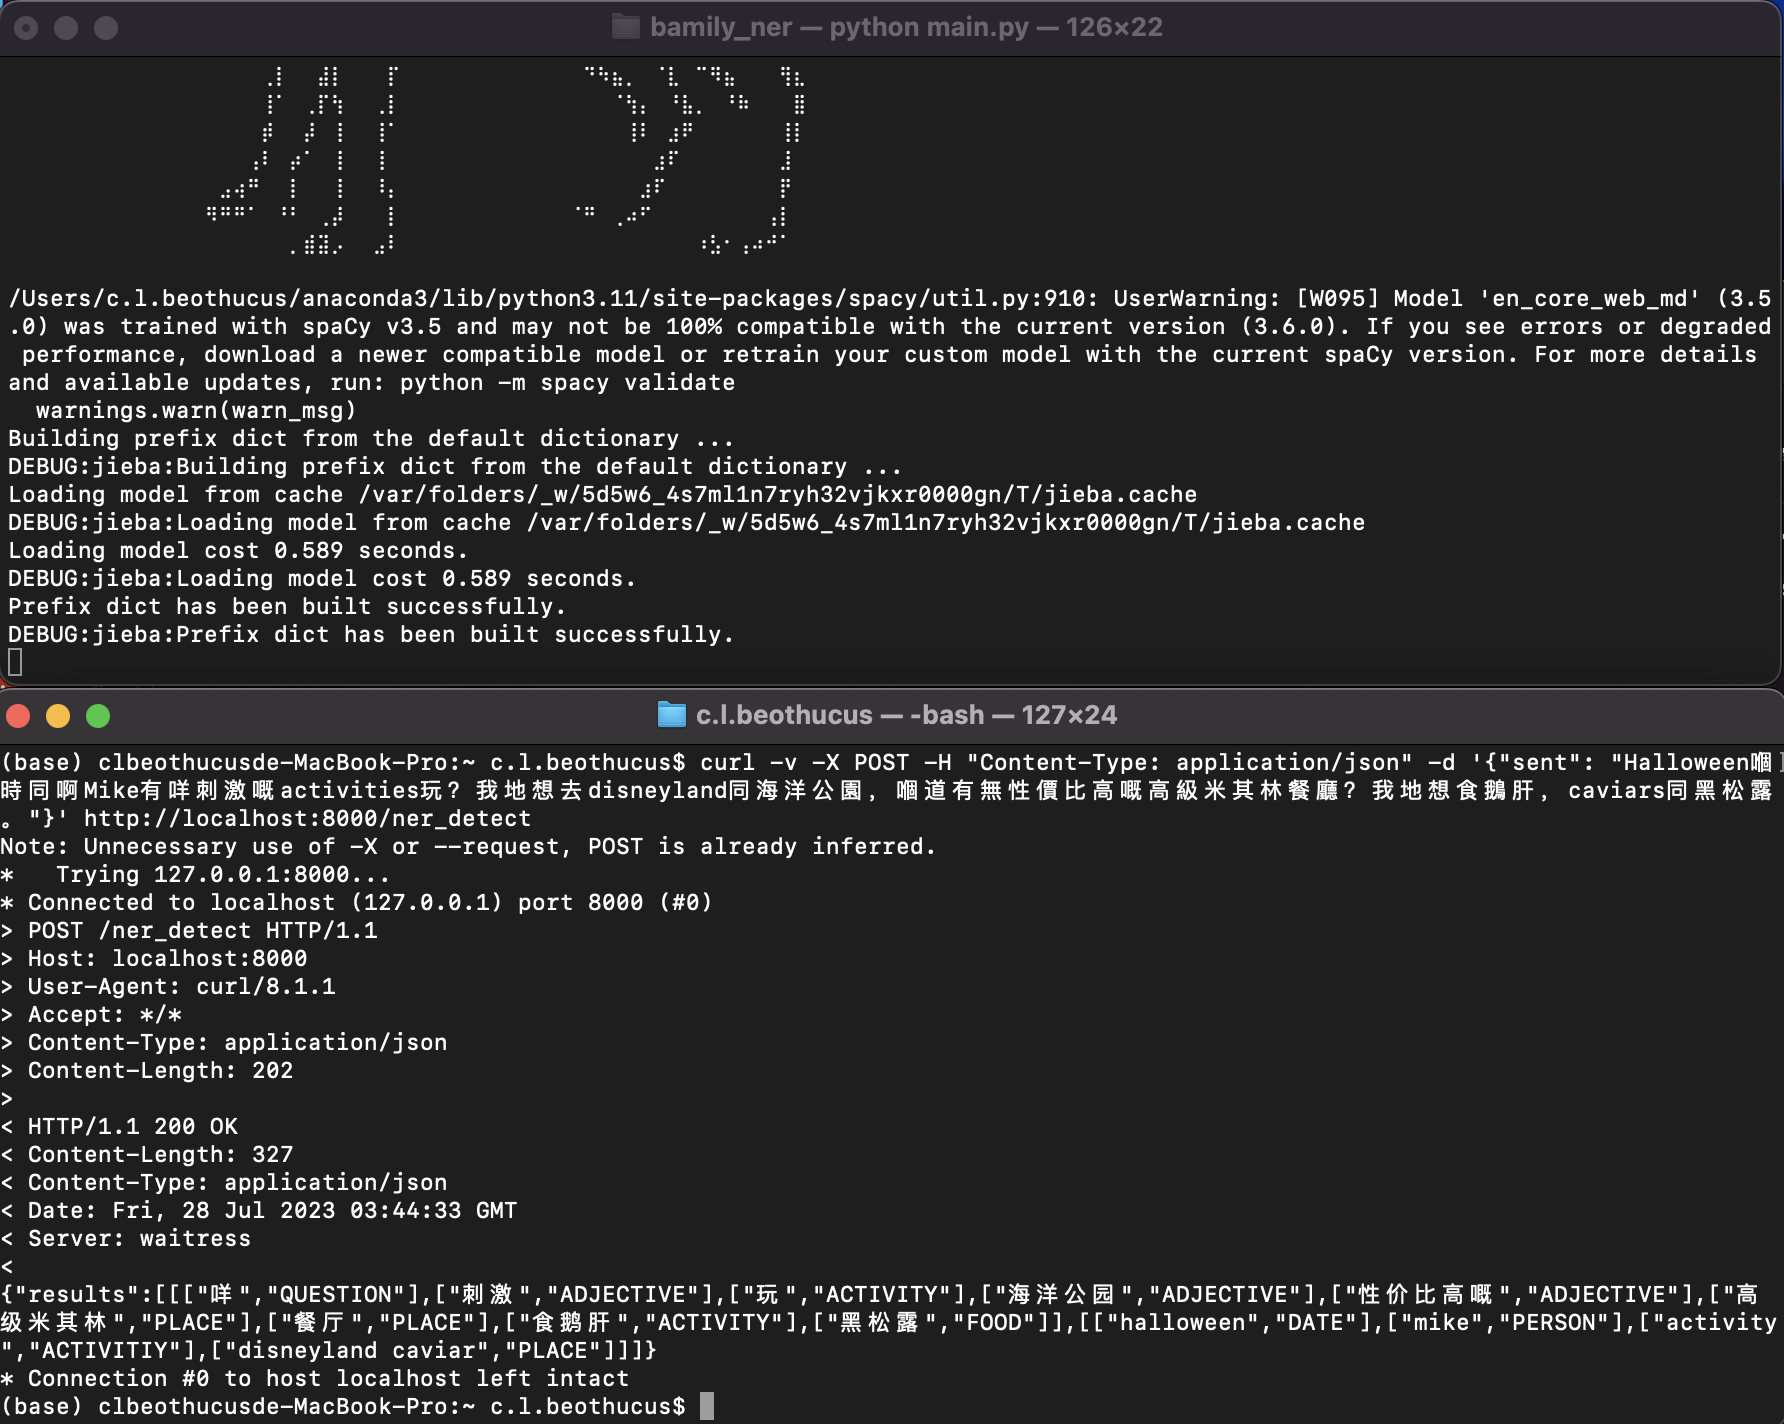 bamily_ner — python main.py — 126×22
/Users/c.l.beothucus/anaconda3/lib/python3.11/site-packages/spacy/util.py:910: UserWarning: [W095] Model 'en_core_web_md' (3.5
.0) was trained with spaCy v3.5 and may not be 100% compatible with the current version (3.6.0). If you see errors or degraded
 performance, download a newer compatible model or retrain your custom model with the current spaCy version. For more details
and available updates, run: python -m spacy validate
  warnings.warn(warn_msg)
Building prefix dict from the default dictionary ...
DEBUG:jieba:Building prefix dict from the default dictionary ...
Loading model from cache /var/folders/_w/5d5w6_4s7ml1n7ryh32vjkxr0000gn/T/jieba.cache
DEBUG:jieba:Loading model from cache /var/folders/_w/5d5w6_4s7ml1n7ryh32vjkxr0000gn/T/jieba.cache
Loading model cost 0.589 seconds.
DEBUG:jieba:Loading model cost 0.589 seconds.
Prefix dict has been built successfully.
DEBUG:jieba:Prefix dict has been built successfully.
c.l.beothucus — -bash — 127×24
(base) clbeothucusde-MacBook-Pro:~ c.l.beothucus$ curl -v -X POST -H "Content-Type: application/json" -d '{"sent": "Halloween嗰
時同啊Mike有咩刺激嘅activities玩？我地想去disneyland同海洋公園，嗰道有無性價比高嘅高級米其林餐廳？我地想食鵝肝，caviars同黑松露
。"}' http://localhost:8000/ner_detect
Note: Unnecessary use of -X or --request, POST is already inferred.
*   Trying 127.0.0.1:8000...
* Connected to localhost (127.0.0.1) port 8000 (#0)
> POST /ner_detect HTTP/1.1
> Host: localhost:8000
> User-Agent: curl/8.1.1
> Accept: */*
> Content-Type: application/json
> Content-Length: 202
>
< HTTP/1.1 200 OK
< Content-Length: 327
< Content-Type: application/json
< Date: Fri, 28 Jul 2023 03:44:33 GMT
< Server: waitress
<
{"results":[[["咩","QUESTION"],["刺激","ADJECTIVE"],["玩","ACTIVITY"],["海洋公园","ADJECTIVE"],["性价比高嘅","ADJECTIVE"],["高
级米其林","PLACE"],["餐厅","PLACE"],["食鹅肝","ACTIVITY"],["黑松露","FOOD"]],[["halloween","DATE"],["mike","PERSON"],["activity
","ACTIVITIY"],["disneyland caviar","PLACE"]]]}
* Connection #0 to host localhost left intact
(base) clbeothucusde-MacBook-Pro:~ c.l.beothucus$